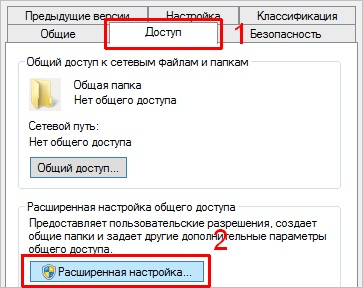 Предыдущие версии Настройка Классификация
Общие Доступ 1 Безопасность
Общий доступ к сетевым файлам и папкам
Общая папка
Нет общего доступа
Сетевой путь:
Нет общего доступа
Общий доступ...
Расширенная настройка общего доступа
2
Предоставляет пользовательские разрешения, создает
общие папки и задает другие дополнительные параметры
общего доступа.
Расширенная настройка...